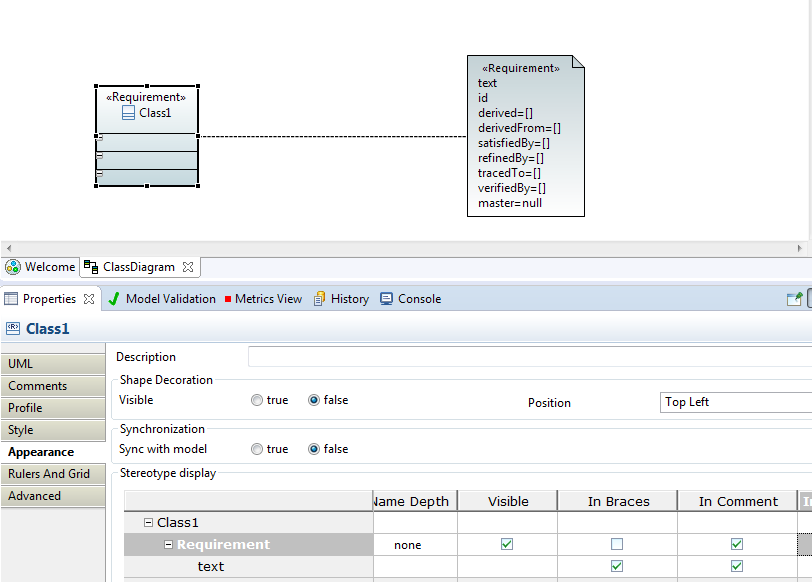 «Requirement»
Class1
«Requirement»
text
id
derived=[]
derivedFrom=[]
satisfiedBy=[]
refinedBy=[]
tracedTo=[]
verifiedBy=[]
master=null
Welcome ClassDiagram
Properties Model Validation Metrics View History Console
Class1
UML
Comments
Profile
Style
Appearance
Rulers And Grid
Advanced
Description
Shape Decoration
Visible true false Position Top Left
Synchronization
Sync with model true false
Stereotype display
Name Depth Visible In Braces In Comment
Class1
Requirement none
text